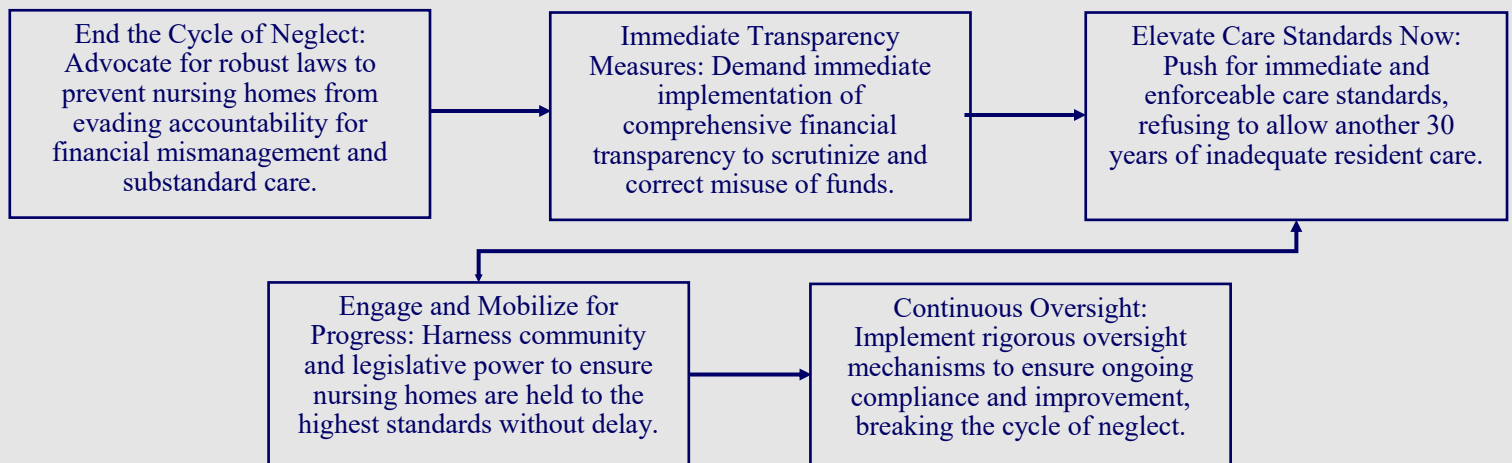 End the Cycle of Neglect:
Advocate for robust laws to
prevent nursing homes from
evading accountability for
financial mismanagement and
substandard care.
Immediate Transparency
Measures: Demand immediate
implementation of
comprehensive financial
transparency to scrutinize and
correct misuse of funds.
Elevate Care Standards Now:
Push for immediate and
enforceable care standards,
refusing to allow another 30
years of inadequate resident care.
Engage and Mobilize for
Progress: Harness community
and legislative power to ensure
nursing homes are held to the
highest standards without delay.
Continuous Oversight:
Implement rigorous oversight
mechanisms to ensure ongoing
compliance and improvement,
breaking the cycle of neglect.